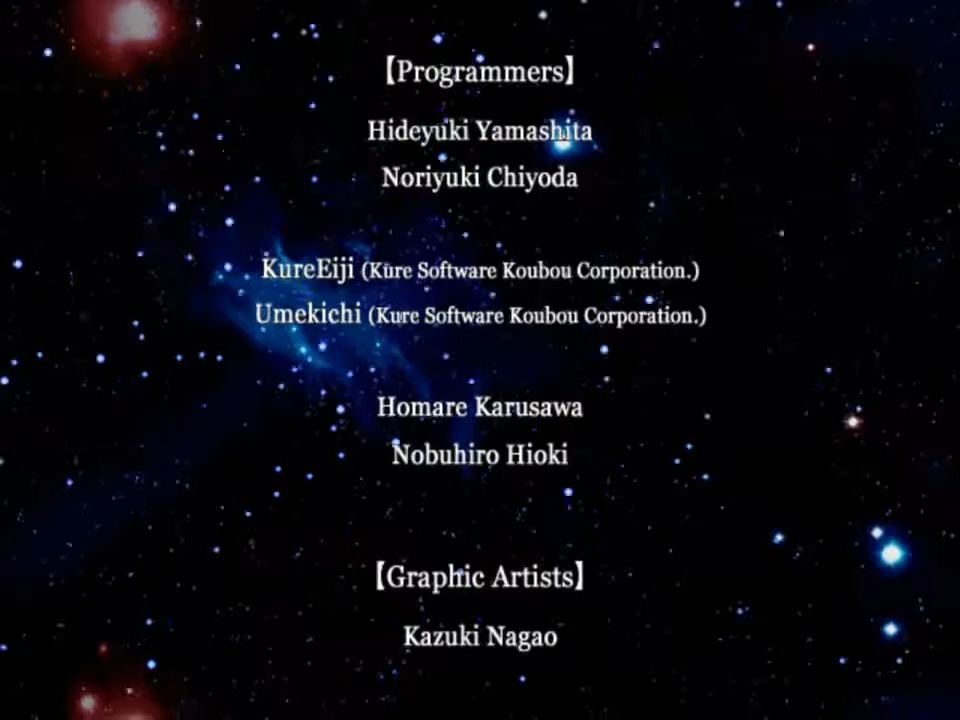 【Programmers】
Hideyuki Yamashita
Noriyuki Chiyoda
KureEiji (Kure Software Koubou Corporation.)
Umekichi (Kure Software Koubou Corporation.)
Homare Karusawa
Nobuhiro Hioki
【Graphic Artists】
Kazuki Nagao